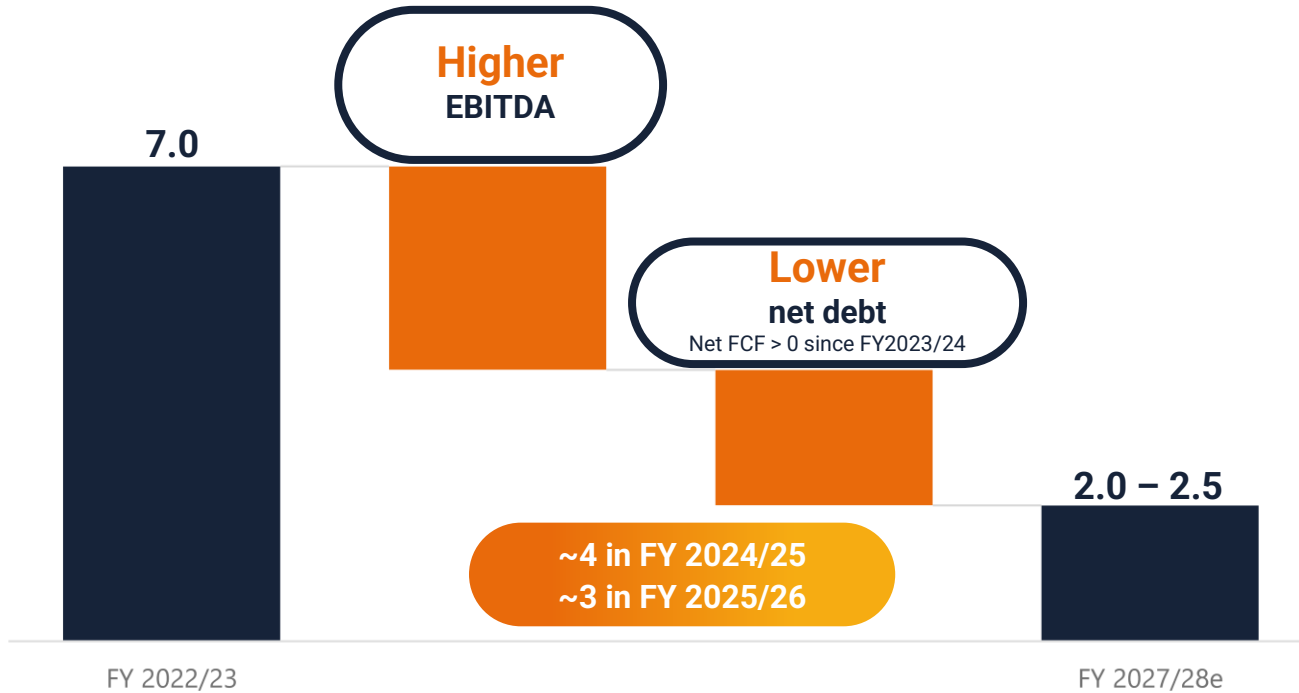 Higher
EBITDA
7.0
Lower
net debt
Net FCF > 0 since FY2023/24
2.0 – 2.5
~4 in FY 2024/25
~3 in FY 2025/26
FY 2022/23
FY 2027/28e